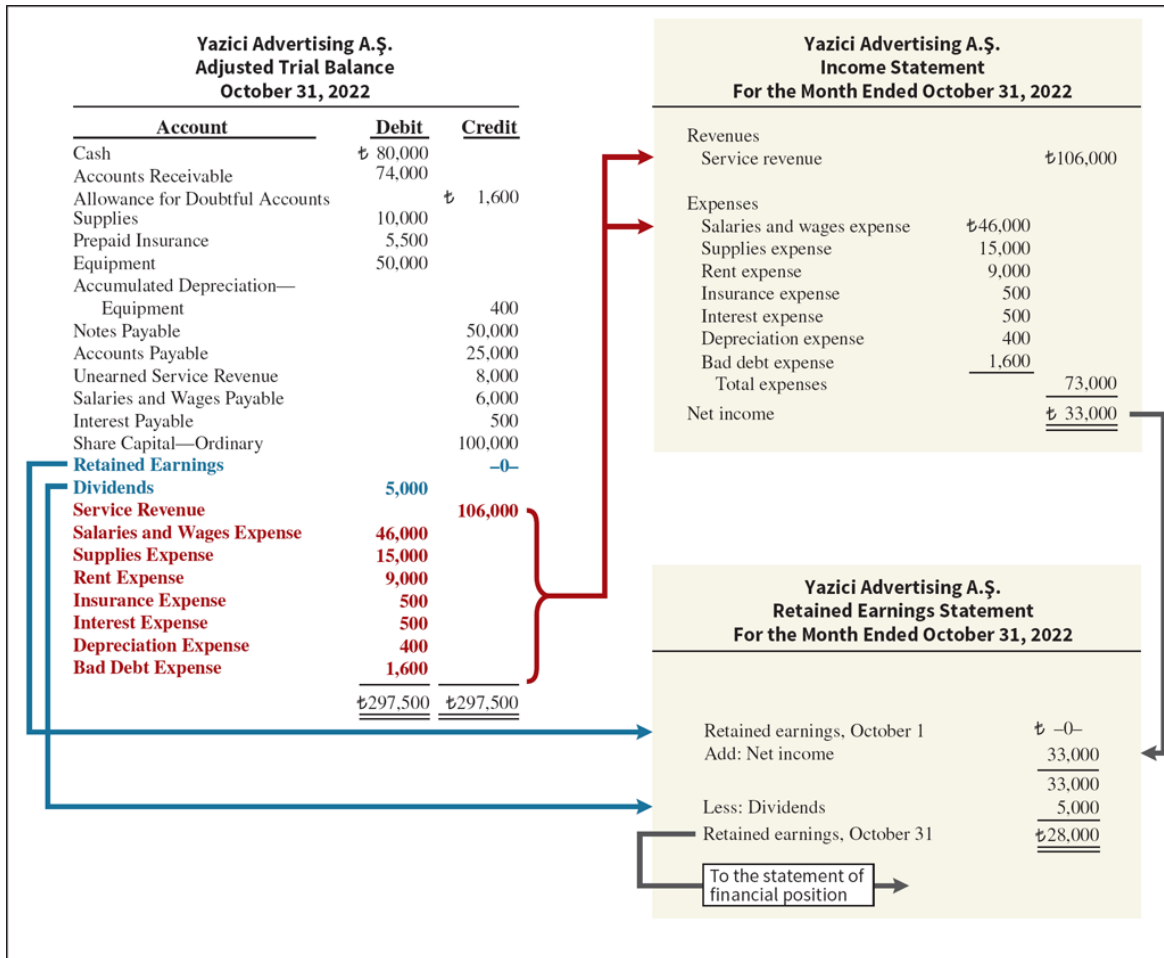 Yazici Advertising A.Ş.
Adjusted Trial Balance
October 31, 2022
Account Debit Credit
Cash ₺ 80,000
Accounts Receivable 74,000
Allowance for Doubtful Accounts ₺ 1,600
Supplies 10,000
Prepaid Insurance 5,500
Equipment 50,000
Accumulated Depreciation—
Equipment 400
Notes Payable 50,000
Accounts Payable 25,000
Unearned Service Revenue 8,000
Salaries and Wages Payable 6,000
Interest Payable 500
Share Capital—Ordinary 100,000
Retained Earnings –0–
Dividends 5,000
Service Revenue 106,000
Salaries and Wages Expense 46,000
Supplies Expense 15,000
Rent Expense 9,000
Insurance Expense 500
Interest Expense 500
Depreciation Expense 400
Bad Debt Expense 1,600
₺297,500 ₺297,500
Yazici Advertising A.Ş.
Income Statement
For the Month Ended October 31, 2022
Revenues
Service revenue ₺106,000
Expenses
Salaries and wages expense ₺46,000
Supplies expense 15,000
Rent expense 9,000
Insurance expense 500
Interest expense 500
Depreciation expense 400
Bad debt expense 1,600
Total expenses 73,000
Net income ₺ 33,000
Yazici Advertising A.Ş.
Retained Earnings Statement
For the Month Ended October 31, 2022
Retained earnings, October 1 ₺ –0–
Add: Net income 33,000
33,000
Less: Dividends 5,000
Retained earnings, October 31 ₺28,000
To the statement of
financial position